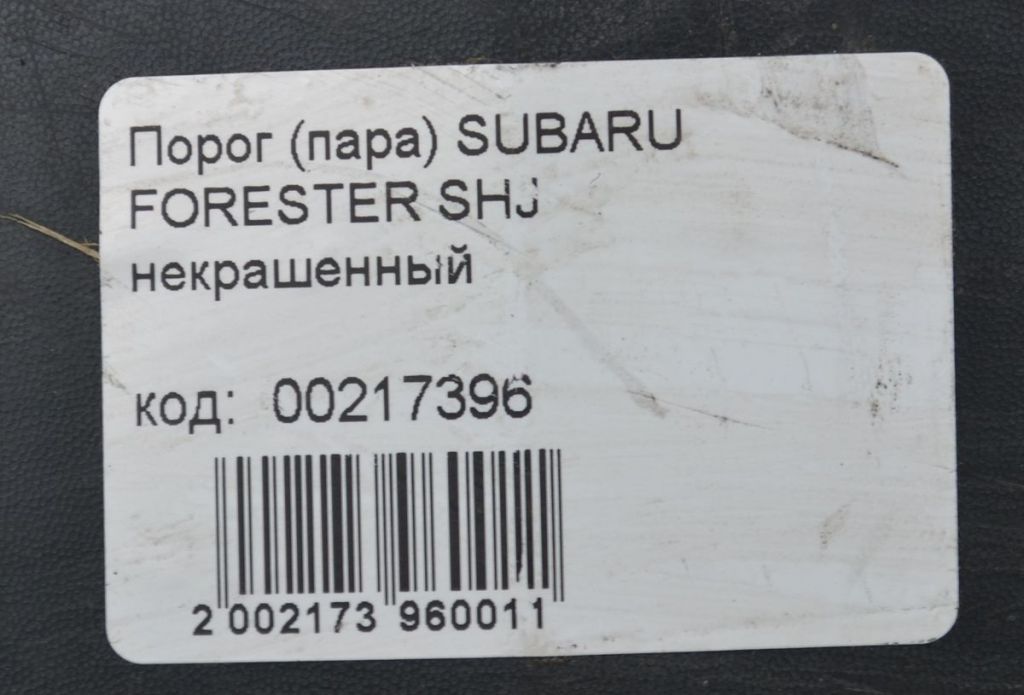 Порог (пара) SUBARU
FORESTER SHJ
некрашенный
код: 00217396
2 002173 960011